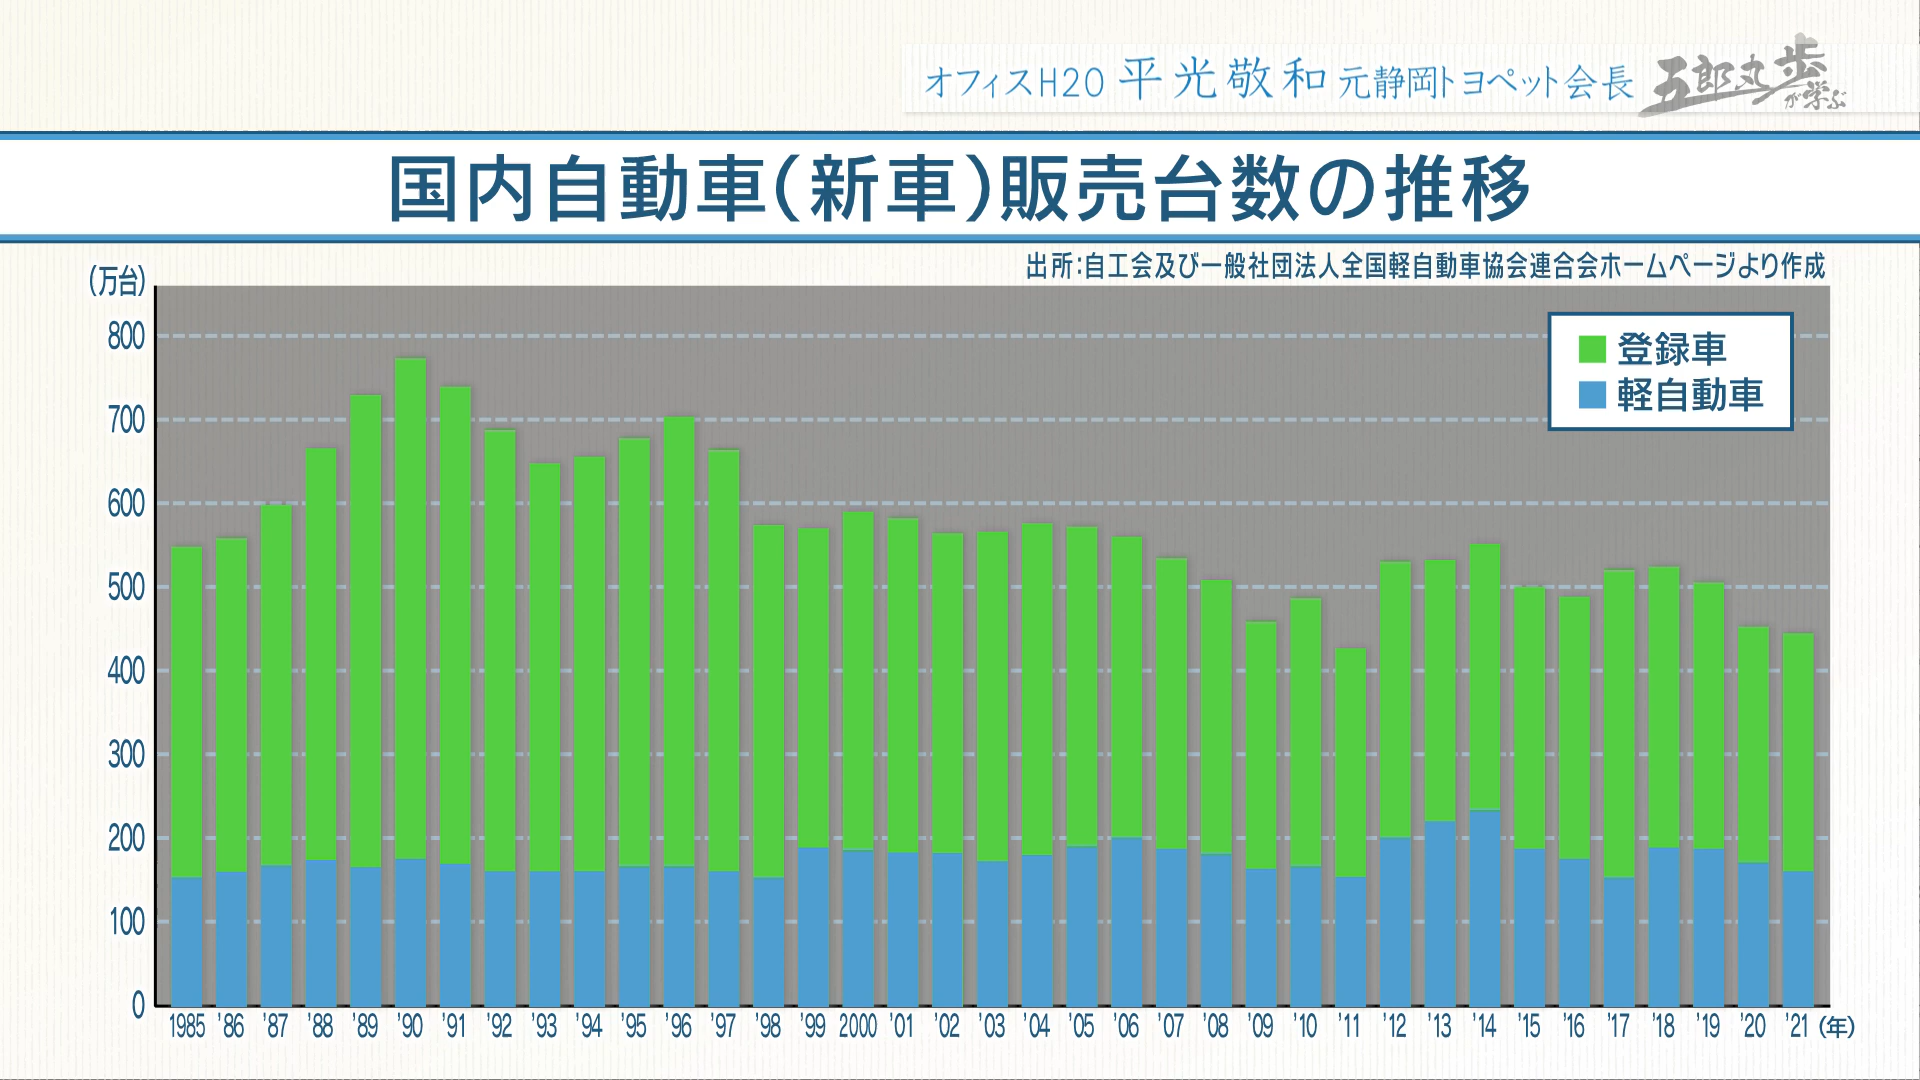 オフィスH20 平光敬和 元静岡トヨペット会長 五郎丸歩が学ぶ
国内自動車(新車)販売台数の推移
出所:自工会及び一般社団法人全国軽自動車協会連合会ホームページより作成
(万台)
登録車
軽自動車
800
700
600
500
400
300
200
100
0
1985 '86 '87 '88 '89 '90 '91 '92 '93 '94 '95 '96 '97 '98 '99 2000 '01 '02 '03 '04 '05 '06 '07 '08 '09 '10 '11 '12 '13 '14 '15 '16 '17 '18 '19 '20 '21 (年)